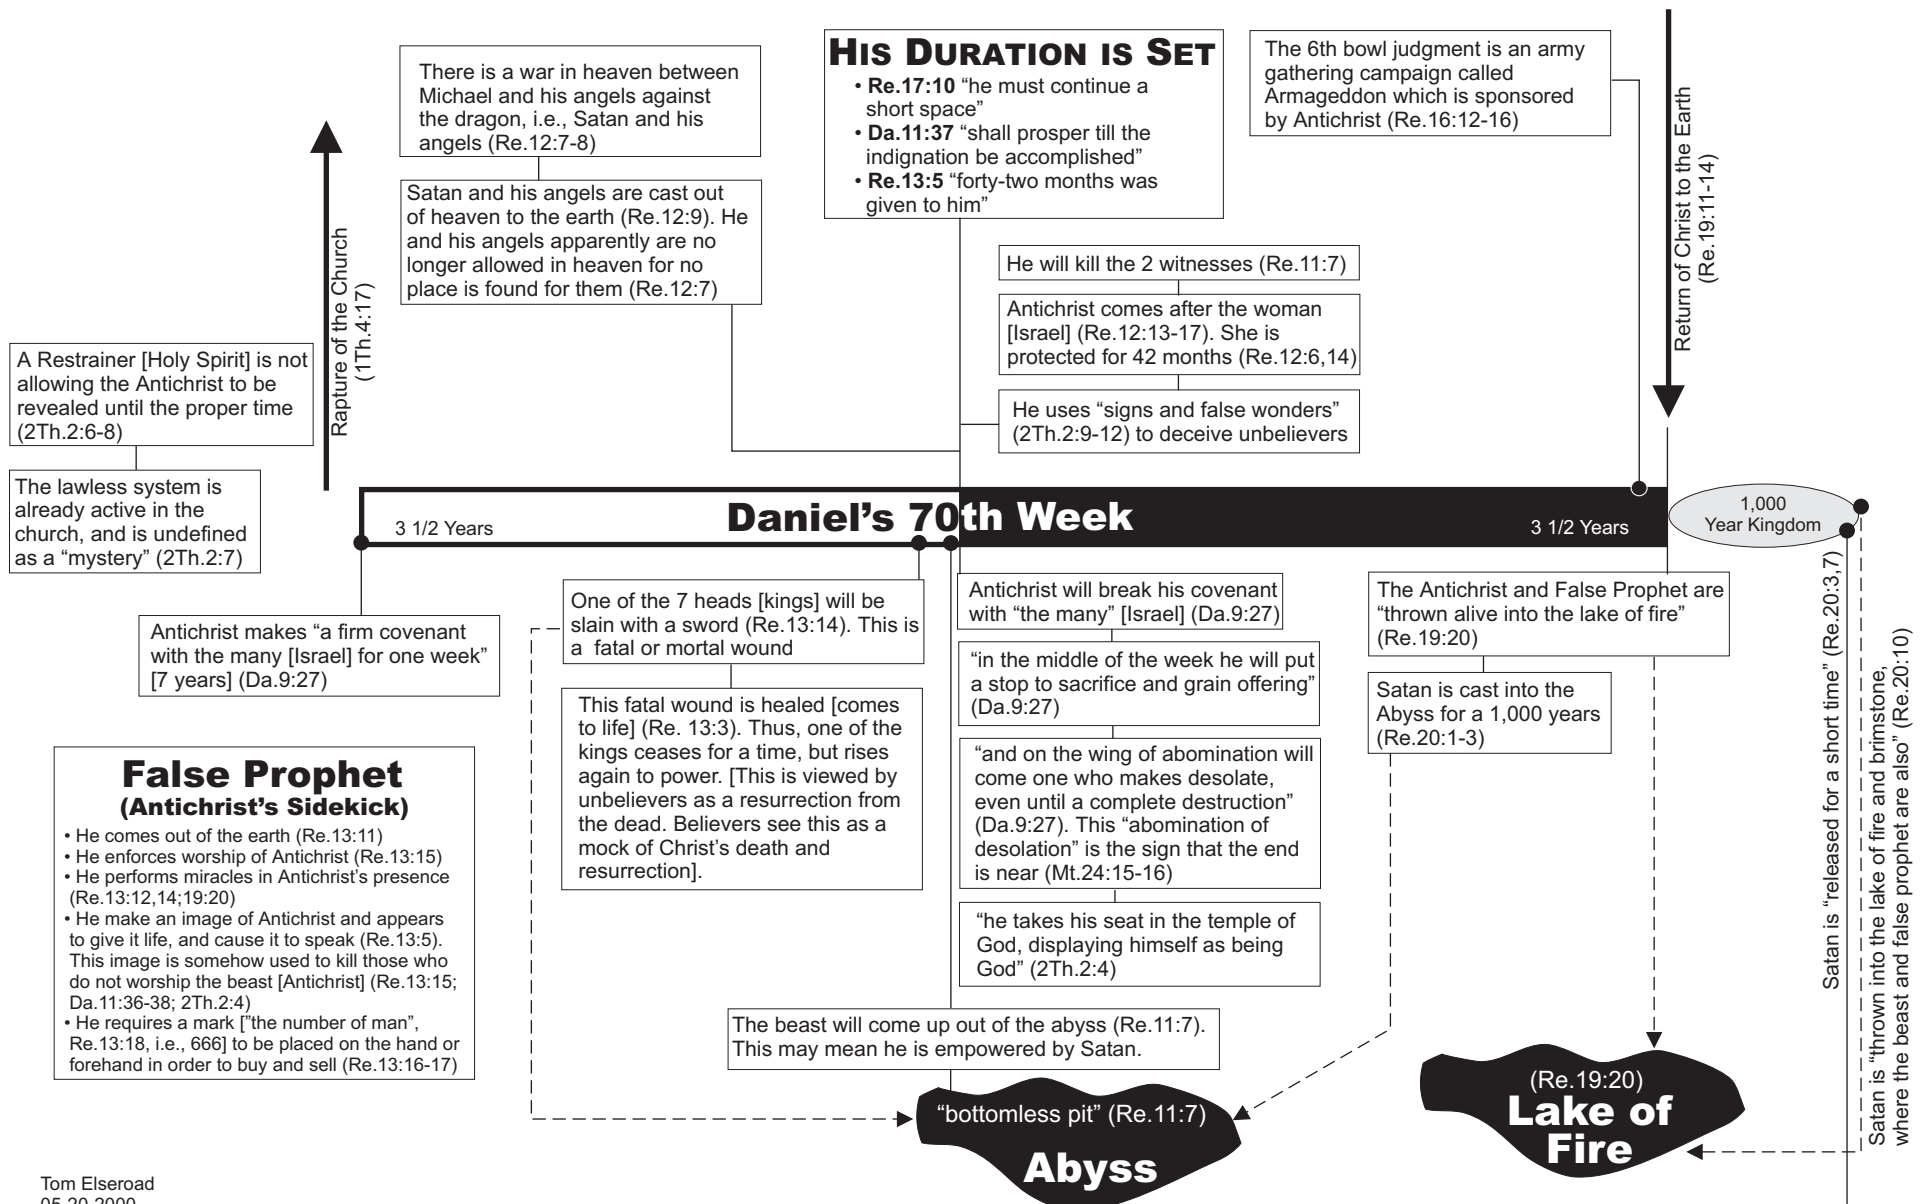 There is a war in heaven between
Michael and his angels against
the dragon, i.e., Satan and his
angels (Re.12:7-8)
Satan and his angels are cast out
of heaven to the earth (Re.12:9). He
and his angels apparently are no
longer allowed in heaven for no
place is found for them (Re.12:7)
HIS DURATION IS SET
• Re.17:10 “he must continue a
short space”
• Da.11:37 “shall prosper till the
indignation be accomplished”
• Re.13:5 “forty-two months was
given to him”
The 6th bowl judgment is an army
gathering campaign called
Armageddon which is sponsored
by Antichrist (Re.16:12-16)
Return of Christ to the Earth
(Re.19:11-14)
Rapture of the Church
(1Th.4:17)
A Restrainer [Holy Spirit] is not
allowing the Antichrist to be
revealed until the proper time
(2Th.2:6-8)
The lawless system is
already active in the
church, and is undefined
as a “mystery” (2Th.2:7)
He will kill the 2 witnesses (Re.11:7)
Antichrist comes after the woman
[Israel] (Re.12:13-17). She is
protected for 42 months (Re.12:6,14)
He uses “signs and false wonders”
(2Th.2:9-12) to deceive unbelievers
3 1/2 Years
Daniel’s 70th Week
3 1/2 Years
1,000
Year Kingdom
Antichrist makes “a firm covenant
with the many [Israel] for one week”
[7 years] (Da.9:27)
One of the 7 heads [kings] will be
slain with a sword (Re.13:14). This is
a fatal or mortal wound
This fatal wound is healed [comes
to life] (Re. 13:3). Thus, one of the
kings ceases for a time, but rises
again to power. [This is viewed by
unbelievers as a resurrection from
the dead. Believers see this as a
mock of Christ’s death and
resurrection].
Antichrist will break his covenant
with “the many” [Israel] (Da.9:27)
“in the middle of the week he will put
a stop to sacrifice and grain offering”
(Da.9:27)
“and on the wing of abomination will
come one who makes desolate,
even until a complete destruction”
(Da.9:27). This “abomination of
desolation” is the sign that the end
is near (Mt.24:15-16)
“he takes his seat in the temple of
God, displaying himself as being
God” (2Th.2:4)
The beast will come up out of the abyss (Re.11:7).
This may mean he is empowered by Satan.
The Antichrist and False Prophet are
“thrown alive into the lake of fire”
(Re.19:20)
Satan is cast into the
Abyss for a 1,000 years
(Re.20:1-3)
Satan is “released for a short time” (Re.20:3,7)
Satan is “thrown into the lake of fire and brimstone,
where the beast and false prophet are also” (Re.20:10)
False Prophet
(Antichrist’s Sidekick)
• He comes out of the earth (Re.13:11)
• He enforces worship of Antichrist (Re.13:15)
• He performs miracles in Antichrist’s presence
(Re.13:12,14;19:20)
• He make an image of Antichrist and appears
to give it life, and cause it to speak (Re.13:5).
This image is somehow used to kill those who
do not worship the beast [Antichrist] (Re.13:15;
Da.11:36-38; 2Th.2:4)
• He requires a mark [”the number of man”,
Re.13:18, i.e., 666] to be placed on the hand or
forehand in order to buy and sell (Re.13:16-17)
“bottomless pit” (Re.11:7)
Abyss
(Re.19:20)
Lake of
Fire
Tom Elseroad
05-20-2000